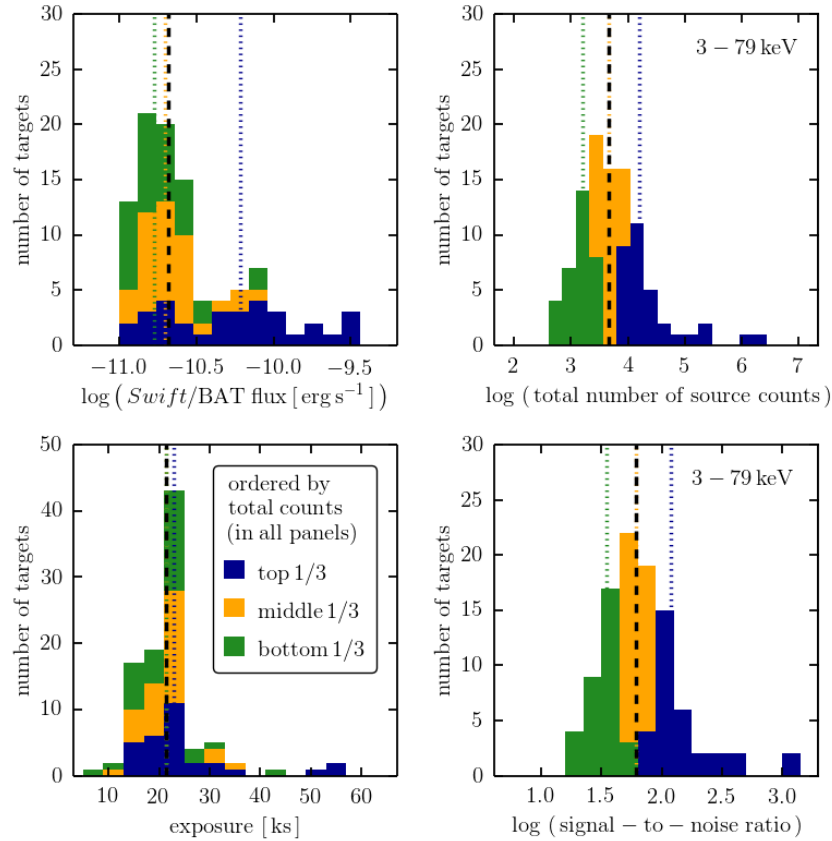 30
25
20
15
10
5
0
number of targets
−11.0 −10.5 −10.0 −9.5
log ( Swift/BAT flux [ erg s⁻¹ ] )
3 − 79 keV
30
25
20
15
10
5
0
number of targets
2 3 4 5 6 7
log ( total number of source counts)
50
40
30
20
10
0
number of targets
ordered by
total counts
(in all panels)
top 1/3
middle 1/3
bottom 1/3
10 20 30 40 50 60
exposure [ ks]
3 − 79 keV
30
25
20
15
10
5
0
number of targets
1.0 1.5 2.0 2.5 3.0
log ( signal − to − noise ratio)